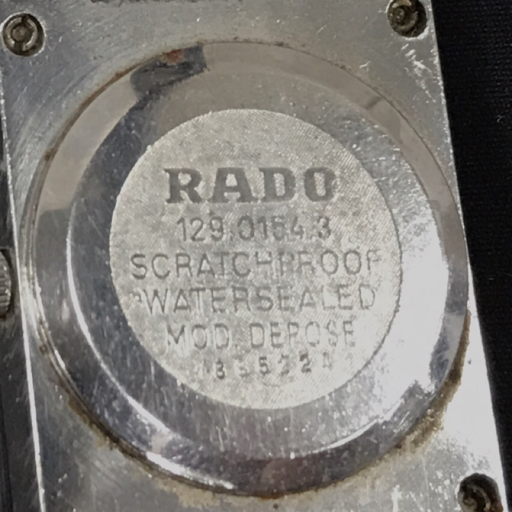 RADO
129.0154.3
SCRATCHPROOF
WATERSEALED
MOD. DEPOSE